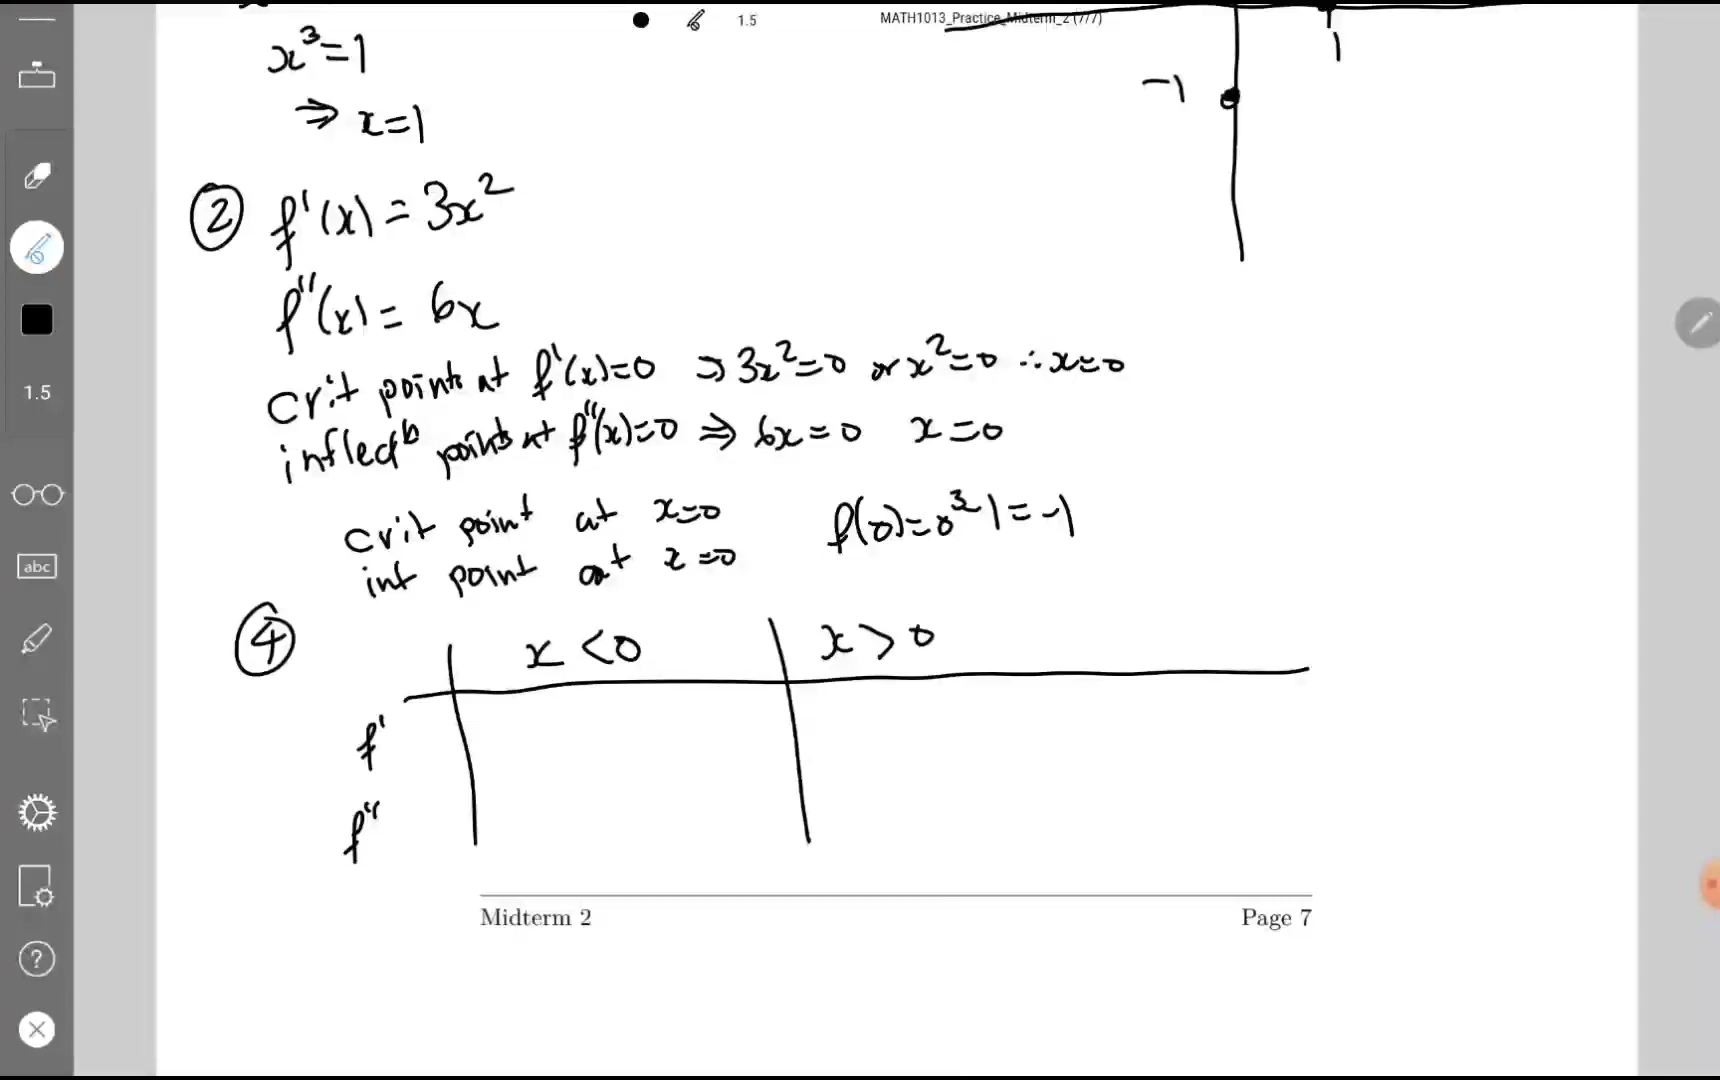 1.5
MATH1013_Practice_Midterm_2 (7/7)
x³=1
1
⇒ x=1
-1
② f'(x) = 3x²
f''(x) = 6x
1.5
crit points at f'(x)=0 ⇒ 3x²=0 or x²=0 ∴ x=0
points at f''(x)=0 ⇒ 6x=0 x=0
crit point at x=0 f(0)=0³-1=-1
inf point at x=0
abc
④ x<0 x>0
f'
f''
Midterm 2 Page 7
?